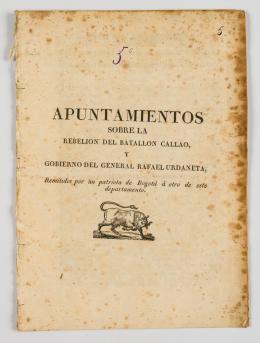 5.
6.
APUNTAMIENTOS
SOBRE LA
REBELION DEL BATALLON CALLAO,
Y
GOBIERNO DEL GENERAL RAFAEL URDANETA,
Remitidos por un patriota de Bogotá á otro de este
departamento.